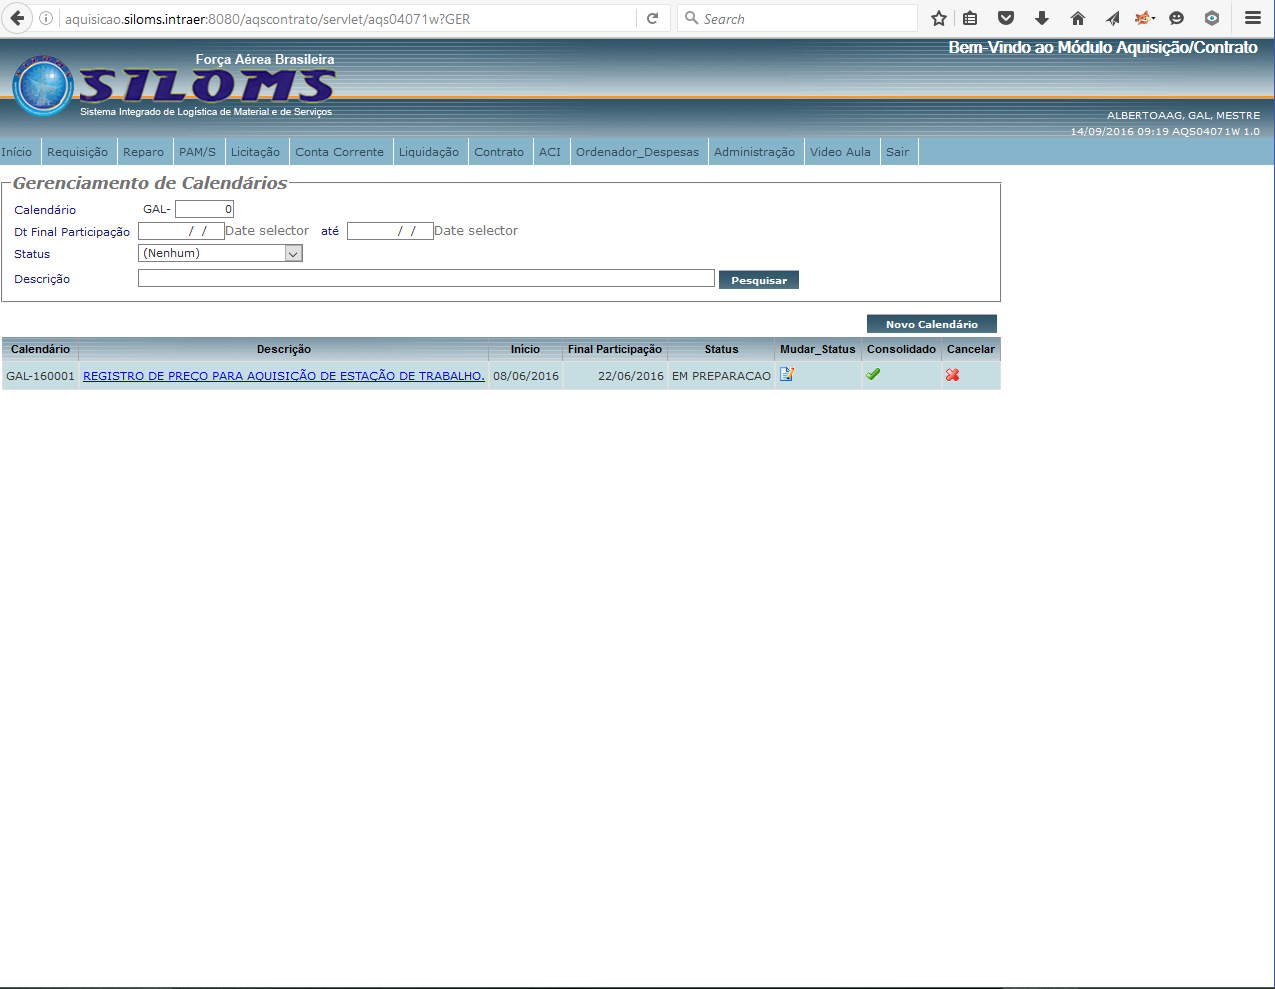 aquisicao.siloms.intraer:8080/aqscontrato/servlet/aqs04071w?GER
Search
Bem-Vindo ao Módulo Aquisição/Contrato
Força Aérea Brasileira
SILOMS
Sistema Integrado de Logística de Material e de Serviços
ALBERTOAAG, GAL, MESTRE
14/09/2016 09:19 AQS04071W 1.0
Início Requisição Reparo PAM/S Licitação Conta Corrente Liquidação Contrato ACI Ordenador_Despesas Administração Video Aula Sair
Gerenciamento de Calendários
Calendário GAL- 0
Dt Final Participação / / Date selector até / / Date selector
Status (Nenhum)
Descrição Pesquisar
Novo Calendário
Calendário Descrição Início Final Participação Status Mudar_Status Consolidado Cancelar
GAL-160001 REGISTRO DE PREÇO PARA AQUISIÇÃO DE ESTAÇÃO DE TRABALHO. 08/06/2016 22/06/2016 EM PREPARACAO